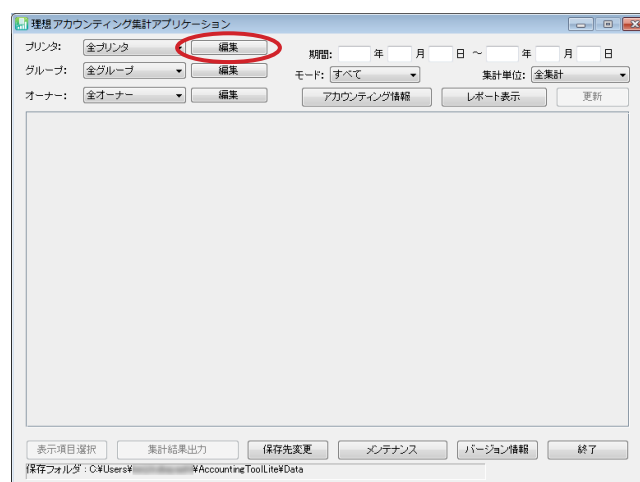 理想アカウンティング集計アプリケーション
プリンタ: 全プリンタ 編集 期間: 年 月 日 ～ 年 月 日
グループ: 全グループ 編集 モード: すべて 集計単位: 全集計
オーナー: 全オーナー 編集 アカウンティング情報 レポート表示 更新
表示項目選択 集計結果出力 保存先変更 メンテナンス バージョン情報 終了
保存フォルダ : C:¥Users¥ ¥AccountingToolLite¥Data